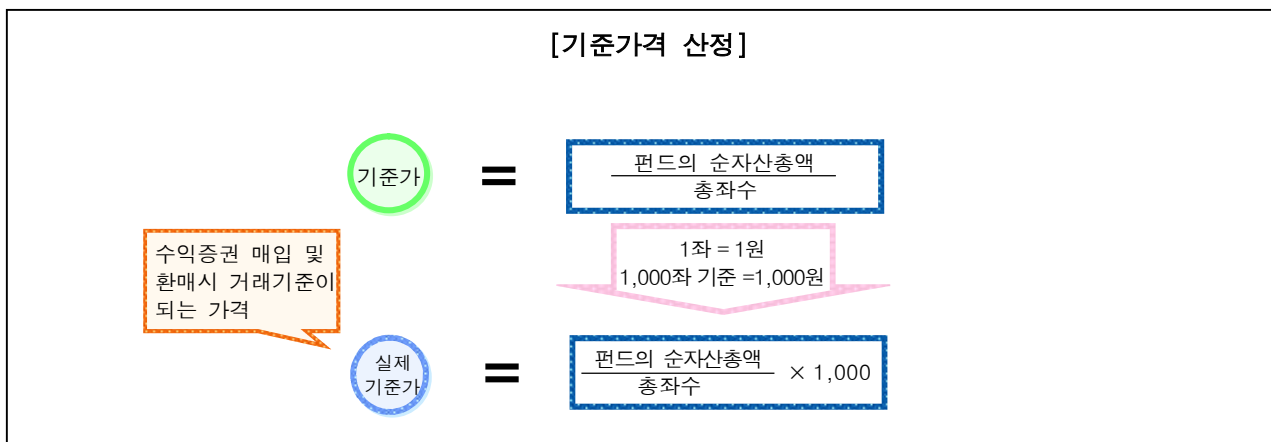 [기준가격 산정]
기준가
=
펀드의 순자산총액
총좌수
수익증권 매입 및
환매시 거래기준이
되는 가격
1좌 = 1원
1,000좌 기준 =1,000원
실제
기준가
=
펀드의 순자산총액
총좌수
× 1,000